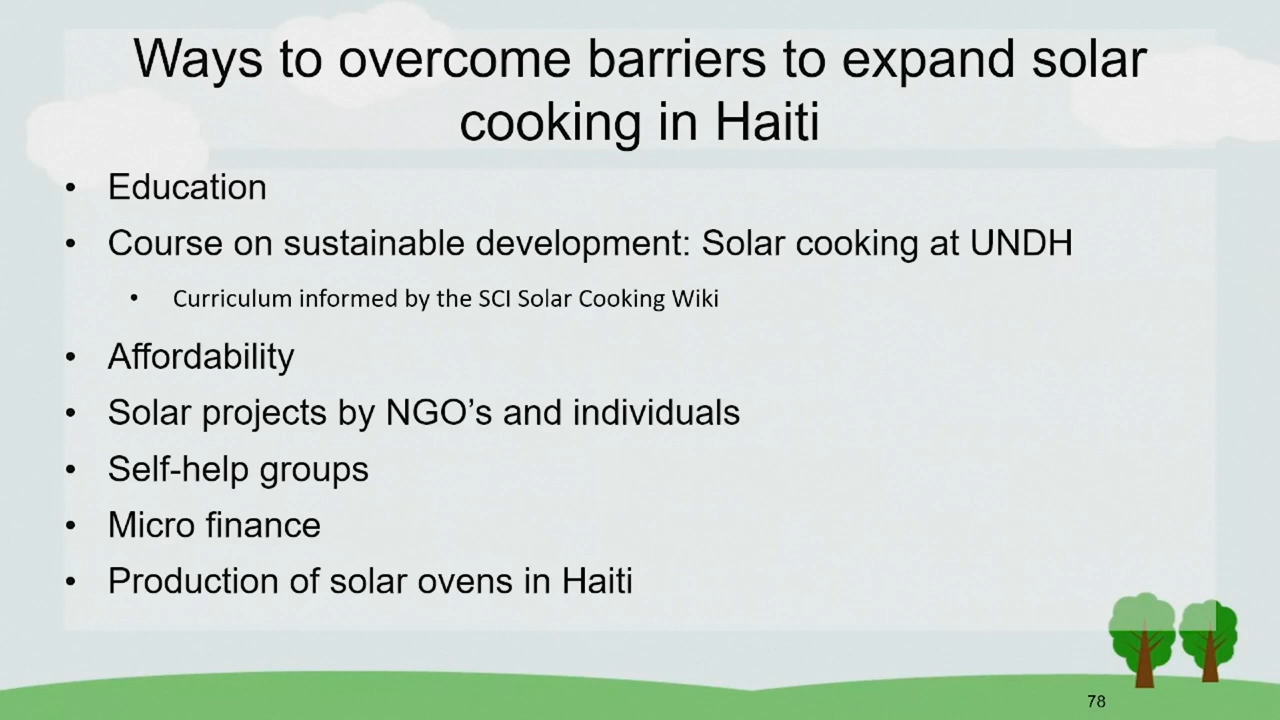 Ways to overcome barriers to expand solar
cooking in Haiti
• Education
• Course on sustainable development: Solar cooking at UNDH
• Curriculum informed by the SCI Solar Cooking Wiki
• Affordability
• Solar projects by NGO’s and individuals
• Self-help groups
• Micro finance
• Production of solar ovens in Haiti
78